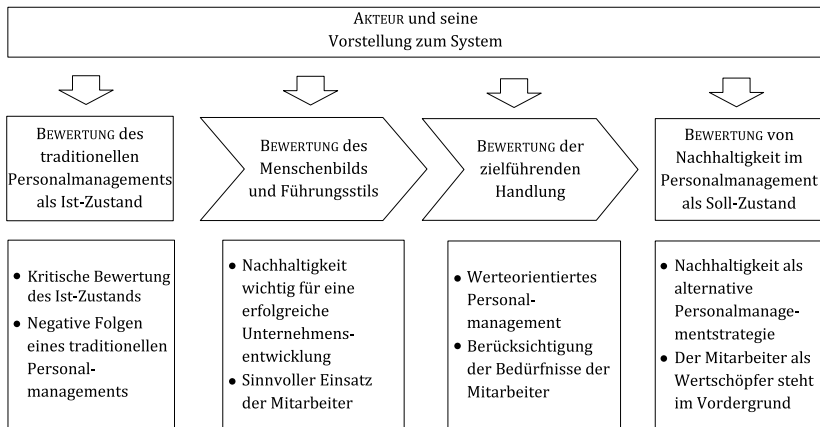 AKTEUR und seine
Vorstellung zum System
BEWERTUNG des
traditionellen
Personalmanagements
als Ist-Zustand
BEWERTUNG des
Menschenbilds
und Führungsstils
BEWERTUNG der
zielführenden
Handlung
BEWERTUNG von
Nachhaltigkeit im
Personalmanagement
als Soll-Zustand
• Kritische Bewertung
des Ist-Zustands
• Negative Folgen
eines traditionellen
Personal-
managements
• Nachhaltigkeit
wichtig für eine
erfolgreiche
Unternehmens-
entwicklung
• Sinnvoller Einsatz
der Mitarbeiter
• Werteorientiertes
Personal-
management
• Berücksichtigung
der Bedürfnisse der
Mitarbeiter
• Nachhaltigkeit als
alternative
Personalmanage-
mentstrategie
• Der Mitarbeiter als
Wertschöpfer steht
im Vordergrund